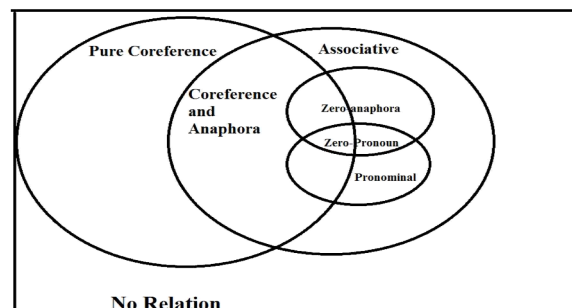 Pure Coreference
Associative
Coreference
and
Anaphora
Zero-anaphora
Zero-Pronoun
Pronominal
No Relation